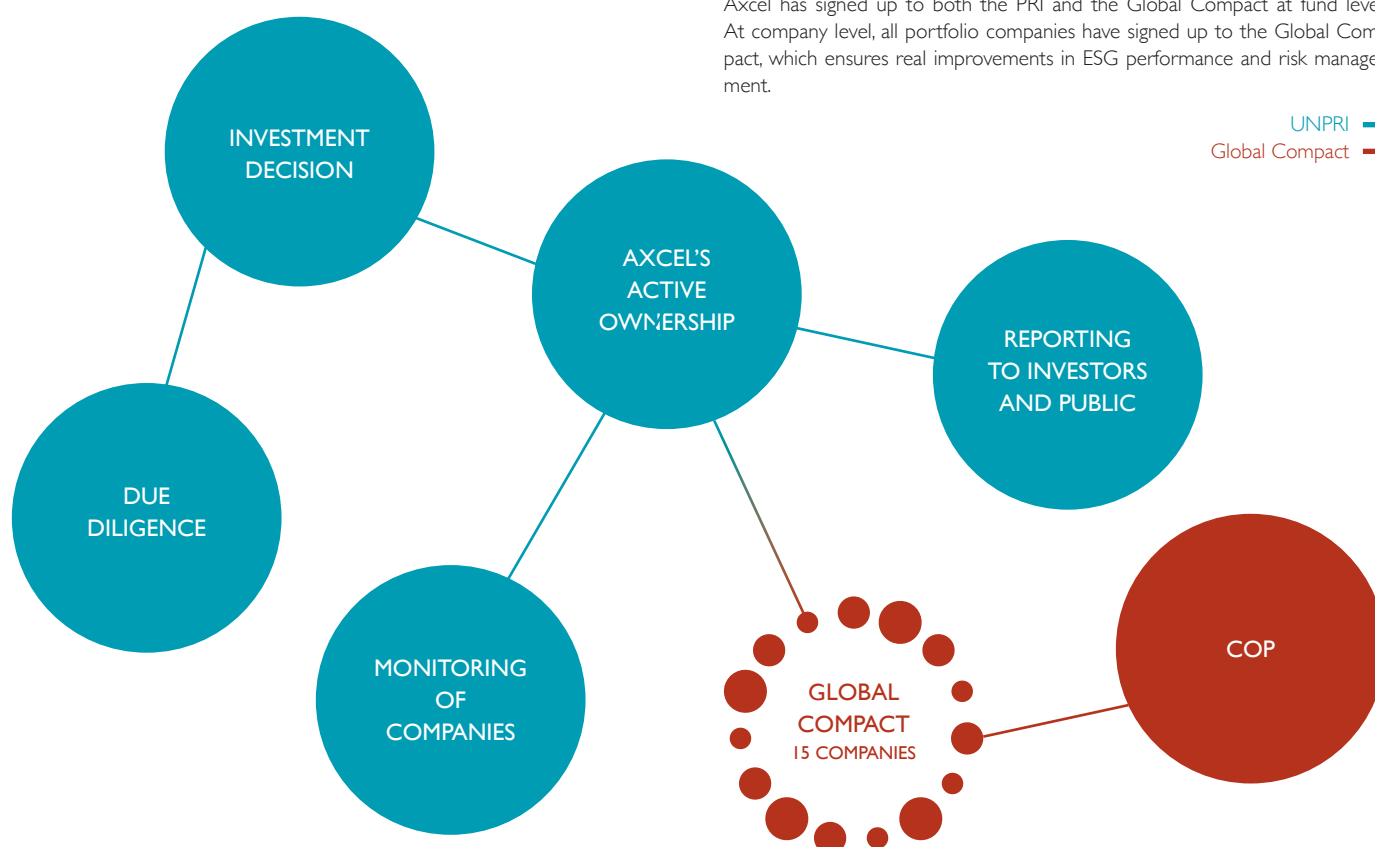 Axcel has signed up to both the PRI and the Global Compact at fund leve
At company level, all portfolio companies have signed up to the Global Com
pact, which ensures real improvements in ESG performance and risk manage
ment.
UNPRI
Global Compact
INVESTMENT
DECISION
AXCEL'S
ACTIVE
OWNERSHIP
REPORTING
TO INVESTORS
AND PUBLIC
DUE
DILIGENCE
MONITORING
OF
COMPANIES
GLOBAL
COMPACT
15 COMPANIES
COP